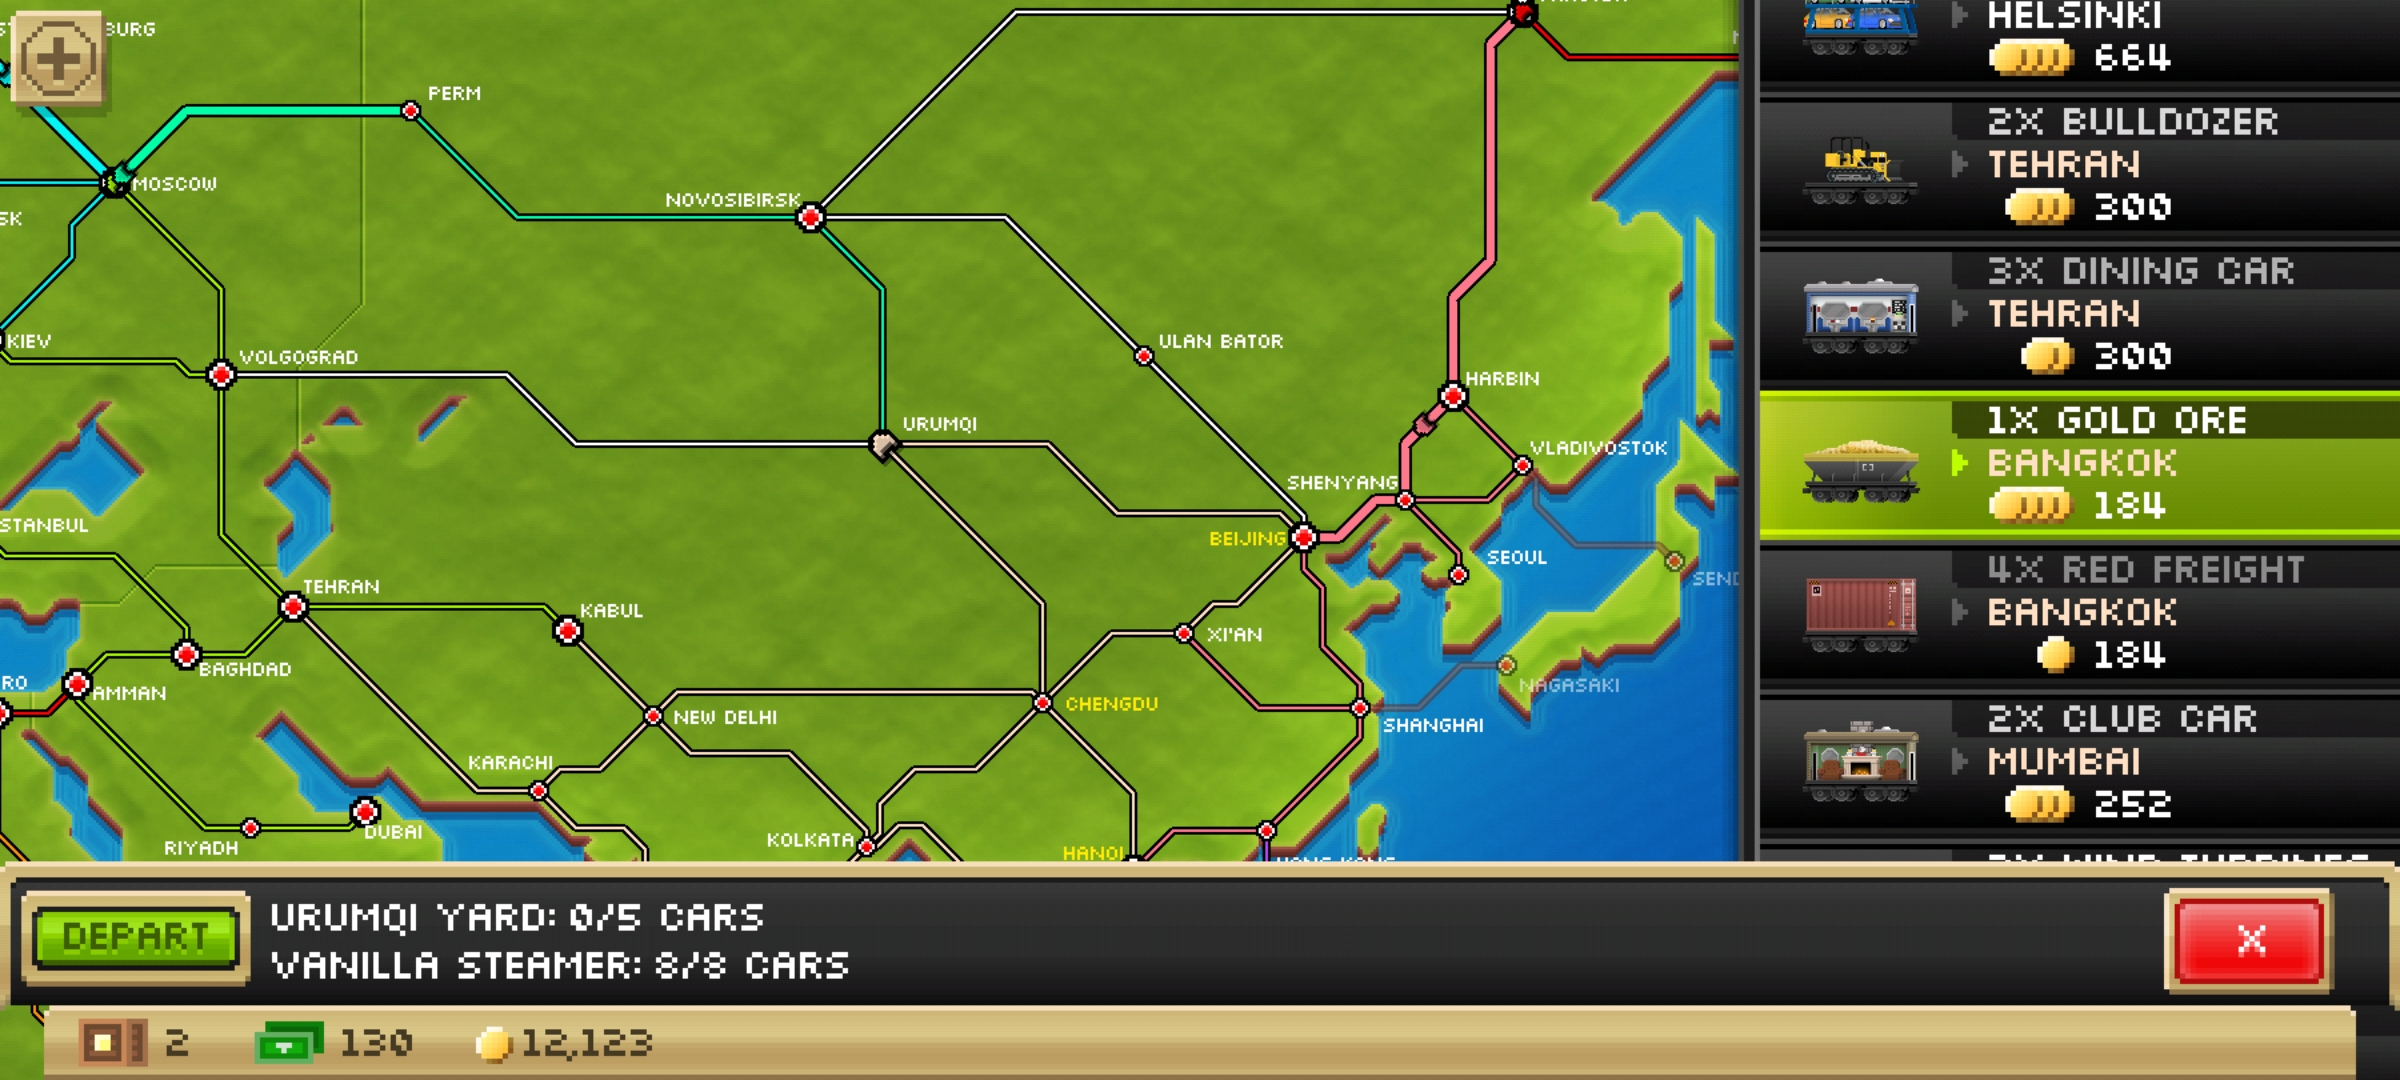 BURG
PERM
MOSCOW
NOVOSIBIRSK
SK
KIEV
VOLGOGRAD
ULAN BATOR
HARBIN
URUMQI
VLADIVOSTOK
SHENYANG
STANBUL
BEIJING
SEOUL
SEND
TEHRAN
KABUL
XI'AN
BAGHDAD
RO
AMMAN
NAGASAKI
NEW DELHI
CHENGDU
SHANGHAI
KARACHI
DUBAI
KOLKATA
RIYADH
HANOI
HELSINKI
664
2X BULLDOZER
TEHRAN
300
3X DINING CAR
TEHRAN
300
1X GOLD ORE
BANGKOK
184
4X RED FREIGHT
BANGKOK
184
2X CLUB CAR
MUMBAI
252
DEPART
URUMQI YARD: 0/5 CARS
VANILLA STEAMER: 8/8 CARS
X
2
130
12,123